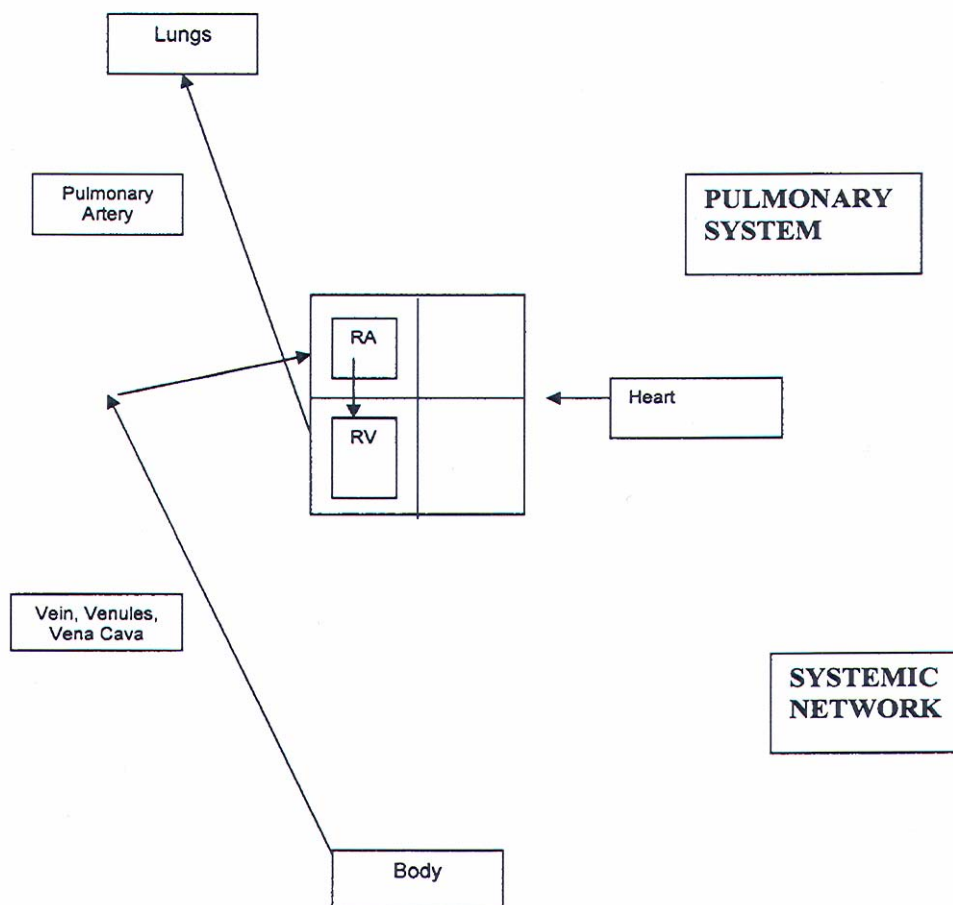 Lungs
Pulmonary
Artery
PULMONARY
SYSTEM
RA
Heart
RV
Vein, Venules,
Vena Cava
SYSTEMIC
NETWORK
Body